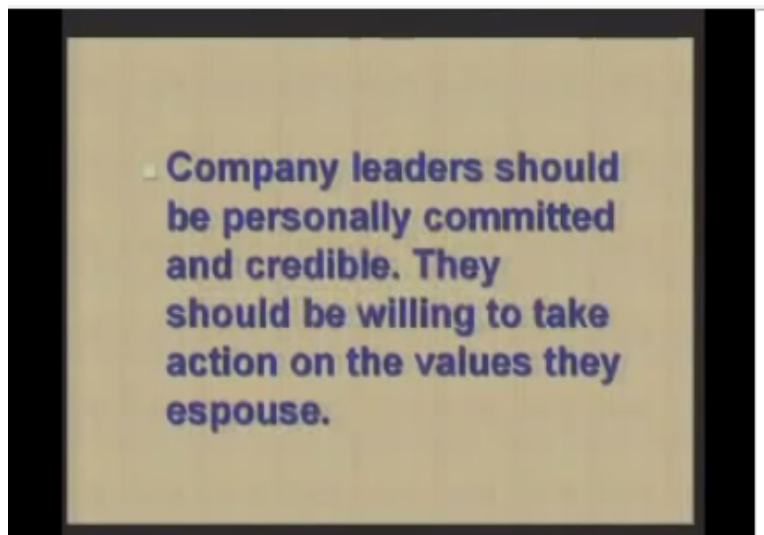 Company leaders should
be personally committed
and credible. They
should be willing to take
action on the values they
espouse.